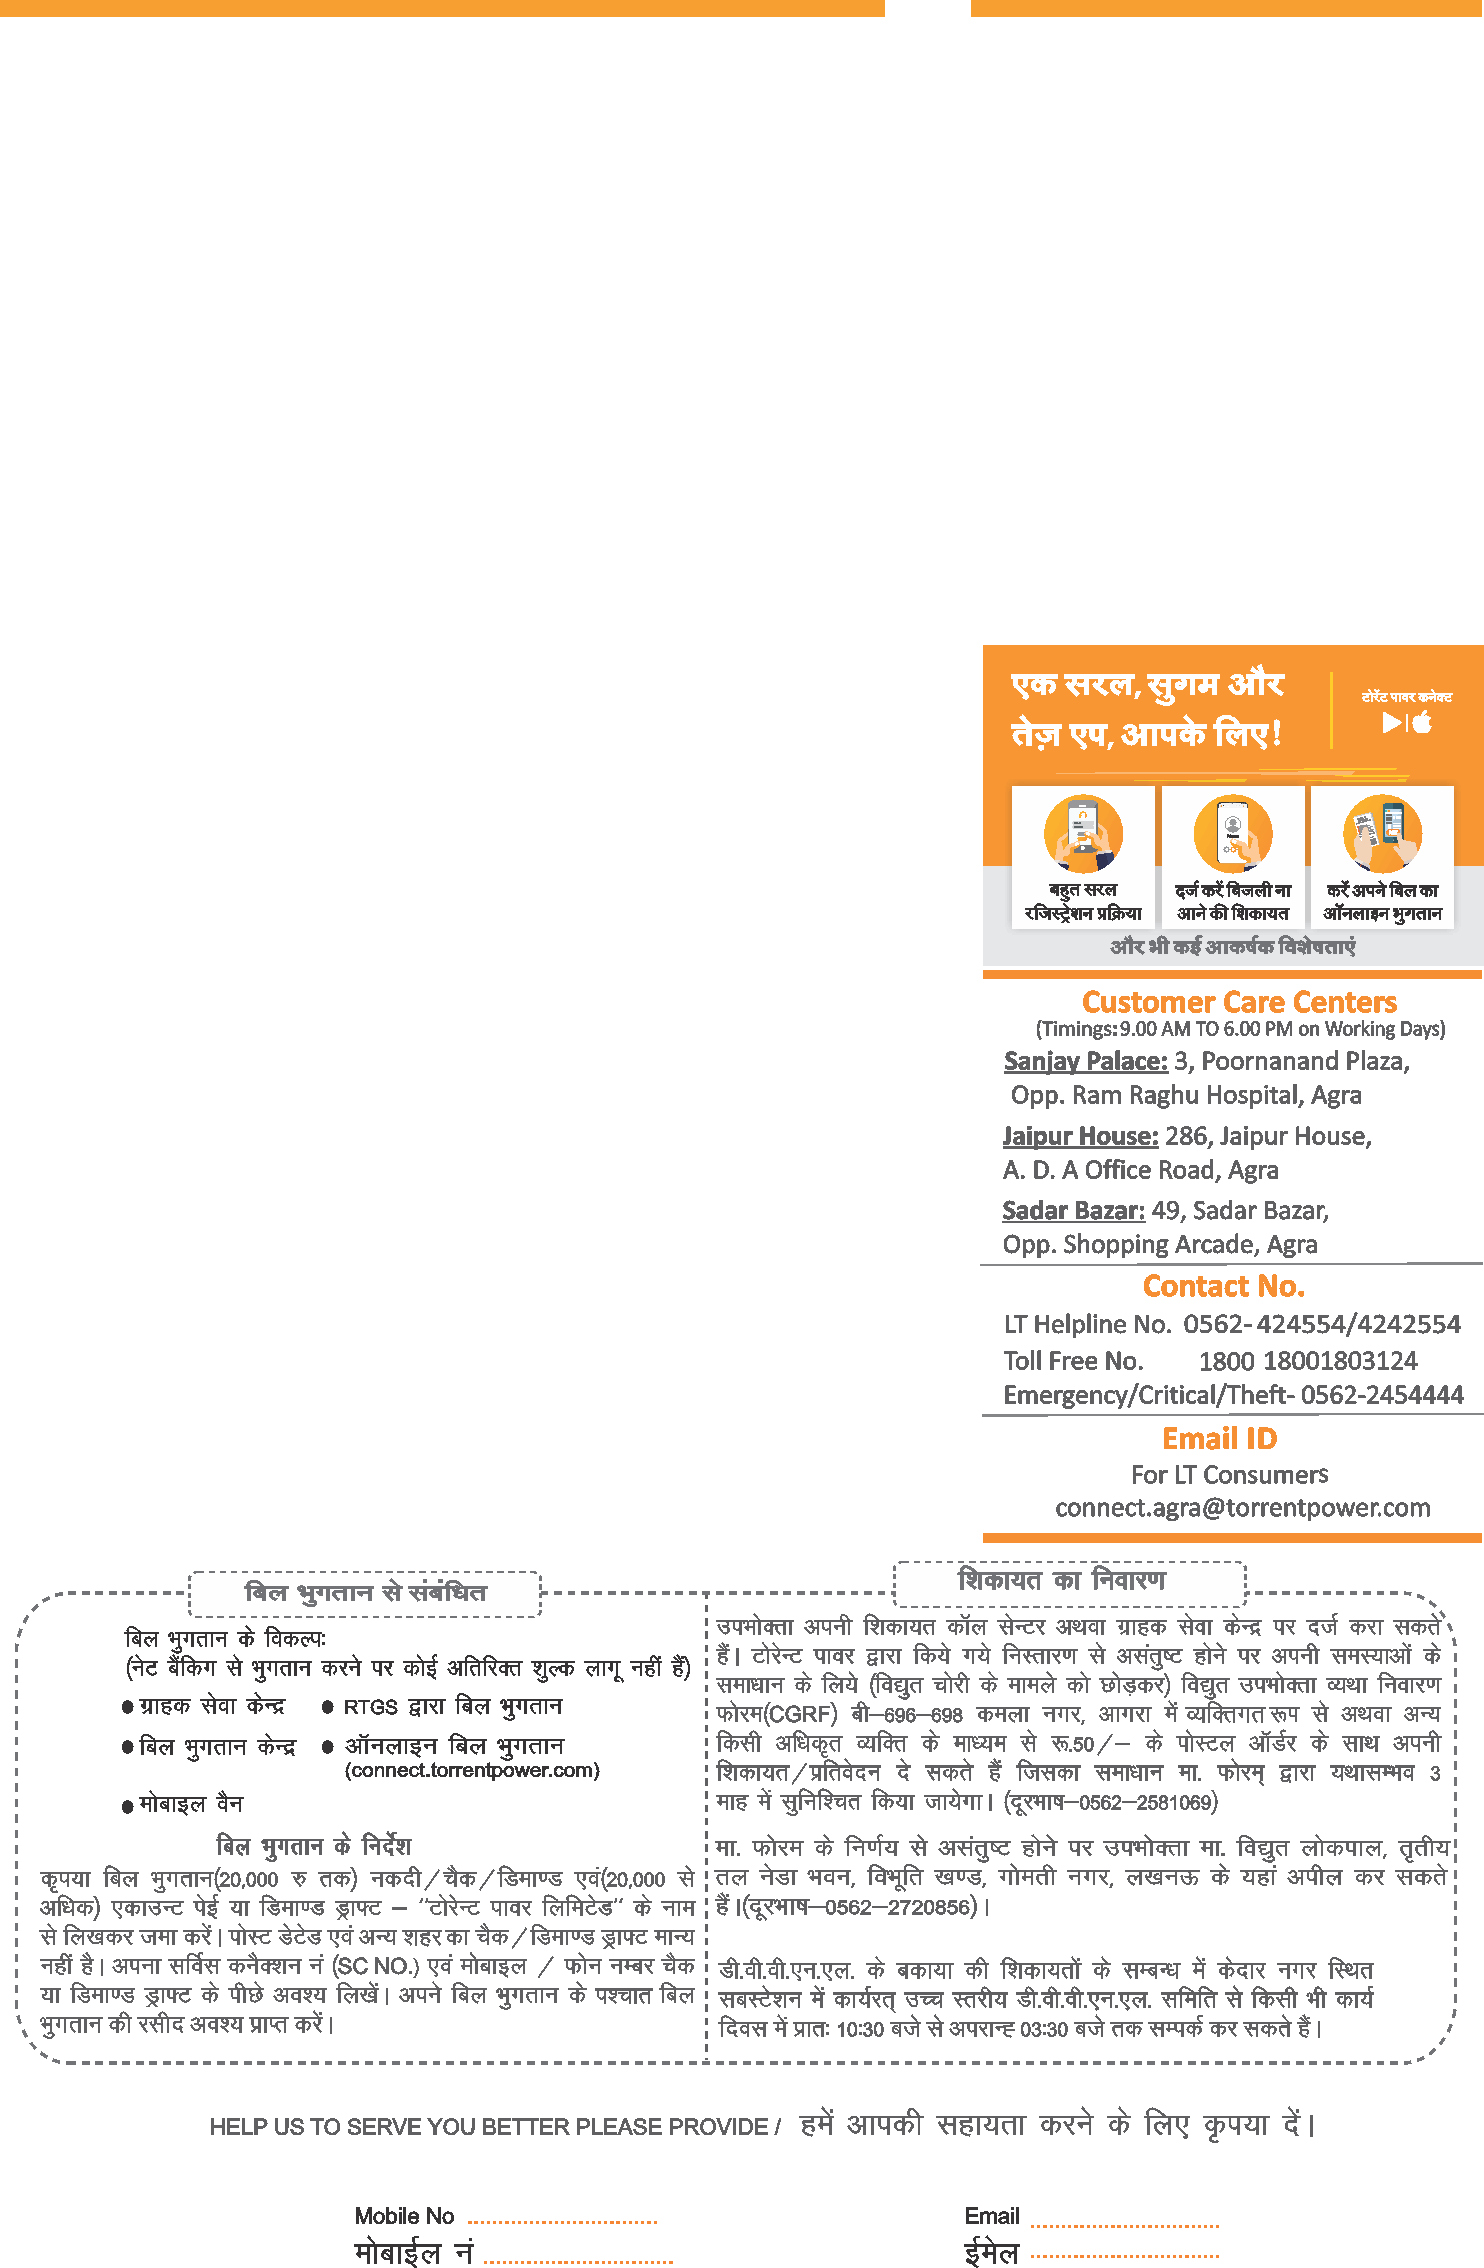 एक सरल, सुगम और
तेज़ एप, आपके लिए!
टोरेंट पावर कनेक्ट
बहुत सरल
रजिस्ट्रेशन प्रक्रिया
दर्ज करें बिजली ना
आने की शिकायत
करें अपने बिल का
ऑनलाइन भुगतान
और भी कई आकर्षक विशेषताएं
Customer Care Centers
(Timings: 9.00 AM TO 6.00 PM on Working Days)
Sanjay Palace: 3, Poornanand Plaza,
Opp. Ram Raghu Hospital, Agra
Jaipur House: 286, Jaipur House,
A. D. A Office Road, Agra
Sadar Bazar: 49, Sadar Bazar,
Opp. Shopping Arcade, Agra
Contact No.
LT Helpline No. 0562- 424554/4242554
Toll Free No. 1800 18001803124
Emergency/Critical/Theft- 0562-2454444
Email ID
For LT Consumers
connect.agra@torrentpower.com
बिल भुगतान से संबंधित
बिल भुगतान के विकल्पः
(नेट बैंकिग से भुगतान करने पर कोई अतिरिक्त शुल्क लागू नहीं हैं)
● ग्राहक सेवा केन्द्र ● RTGS द्वारा बिल भुगतान
● बिल भुगतान केन्द्र ● ऑनलाइन बिल भुगतान
(connect.torrentpower.com)
● मोबाइल वैन
बिल भुगतान के निर्देश
कृपया बिल भुगतान(20,000 रु तक) नकदी/चैक/डिमाण्ड एवं(20,000 से
अधिक) एकाउन्ट पेई या डिमाण्ड ड्राफ्ट – "टोरेन्ट पावर लिमिटेड" के नाम
से लिखकर जमा करें। पोस्ट डेटेड एवं अन्य शहर का चैक/डिमाण्ड ड्राफ्ट मान्य
नहीं है। अपना सर्विस कनैक्शन नं (SC NO.) एवं मोबाइल / फोन नम्बर चैक
या डिमाण्ड ड्राफ्ट के पीछे अवश्य लिखें। अपने बिल भुगतान के पश्चात बिल
भुगतान की रसीद अवश्य प्राप्त करें।
शिकायत का निवारण
उपभोक्ता अपनी शिकायत कॉल सेन्टर अथवा ग्राहक सेवा केन्द्र पर दर्ज करा सकते
हैं। टोरेन्ट पावर द्वारा किये गये निस्तारण से असंतुष्ट होने पर अपनी समस्याओं के
समाधान के लिये (विद्युत चोरी के मामले को छोड़कर) विद्युत उपभोक्ता व्यथा निवारण
फोरम(CGRF) बी–696–698 कमला नगर, आगरा में व्यक्तिगत रूप से अथवा अन्य
किसी अधिकृत व्यक्ति के माध्यम से रू.50/– के पोस्टल ऑर्डर के साथ अपनी
शिकायत/प्रतिवेदन दे सकते हैं जिसका समाधान मा. फोरम् द्वारा यथासम्भव 3
माह में सुनिश्चित किया जायेगा। (दूरभाष–0562–2581069)
मा. फोरम के निर्णय से असंतुष्ट होने पर उपभोक्ता मा. विद्युत लोकपाल, तृतीय
तल नेडा भवन, विभूति खण्ड, गोमती नगर, लखनऊ के यहां अपील कर सकते
हैं।(दूरभाष–0562–2720856)।
डी.वी.वी.एन.एल. के बकाया की शिकायतों के सम्बन्ध में केदार नगर स्थित
सबस्टेशन में कार्यरत् उच्च स्तरीय डी.वी.वी.एन.एल. समिति से किसी भी कार्य
दिवस में प्रातः 10:30 बजे से अपरान्ह 03:30 बजे तक सम्पर्क कर सकते हैं।
HELP US TO SERVE YOU BETTER PLEASE PROVIDE / हमें आपकी सहायता करने के लिए कृपया दें।
Mobile No ................................ Email ................................
मोबाईल नं ................................ ईमेल ................................